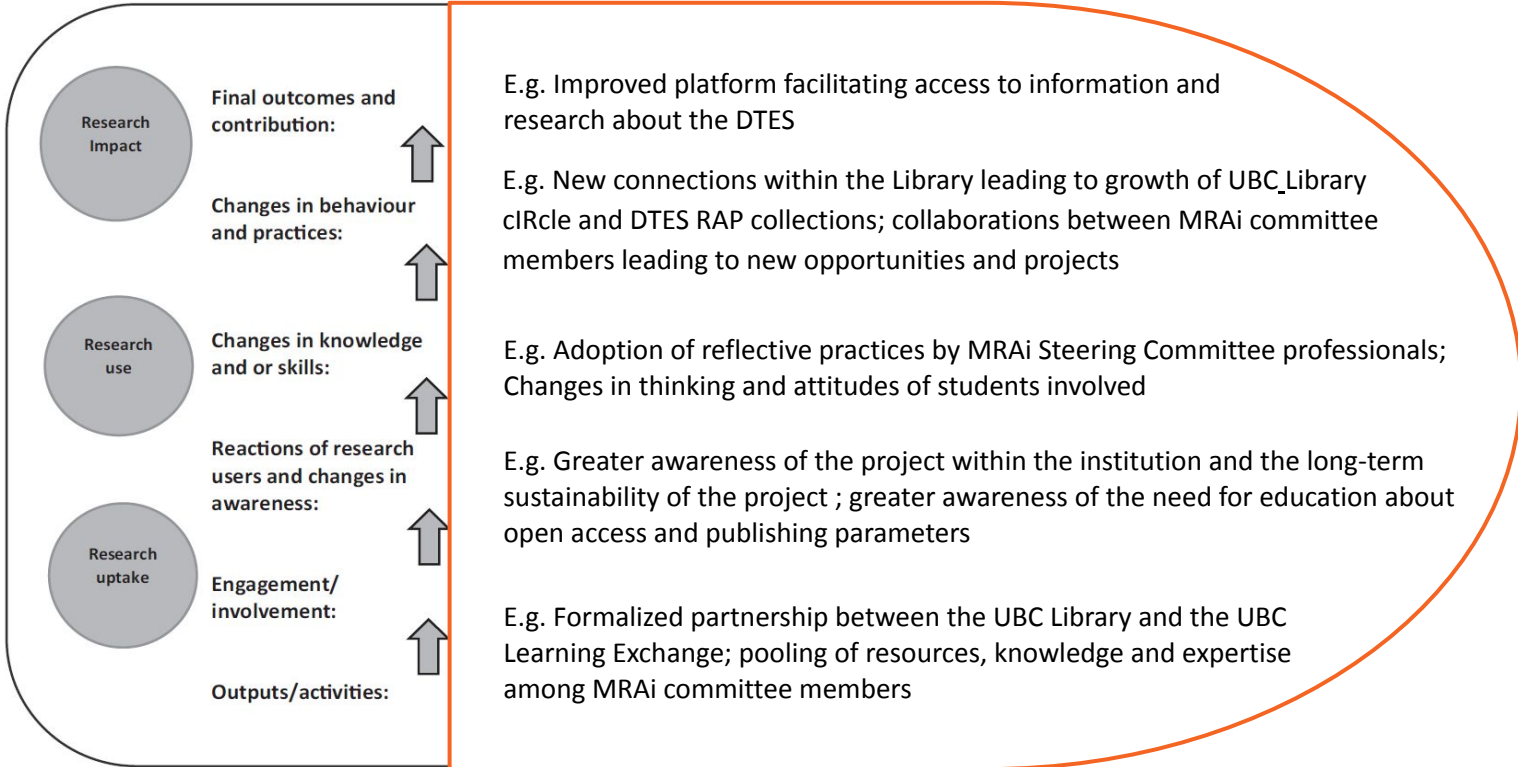 Research
Impact
Final outcomes and
contribution:
E.g. Improved platform facilitating access to information and
research about the DTES
Changes in behaviour
and practices:
E.g. New connections within the Library leading to growth of UBC Library
cIRcle and DTES RAP collections; collaborations between MRAi committee
members leading to new opportunities and projects
Research
use
Changes in knowledge
and or skills:
E.g. Adoption of reflective practices by MRAi Steering Committee professionals;
Changes in thinking and attitudes of students involved
Reactions of research
users and changes in
awareness:
E.g. Greater awareness of the project within the institution and the long-term
sustainability of the project ; greater awareness of the need for education about
open access and publishing parameters
Research
uptake
Engagement/
involvement:
E.g. Formalized partnership between the UBC Library and the UBC
Learning Exchange; pooling of resources, knowledge and expertise
among MRAi committee members
Outputs/activities: